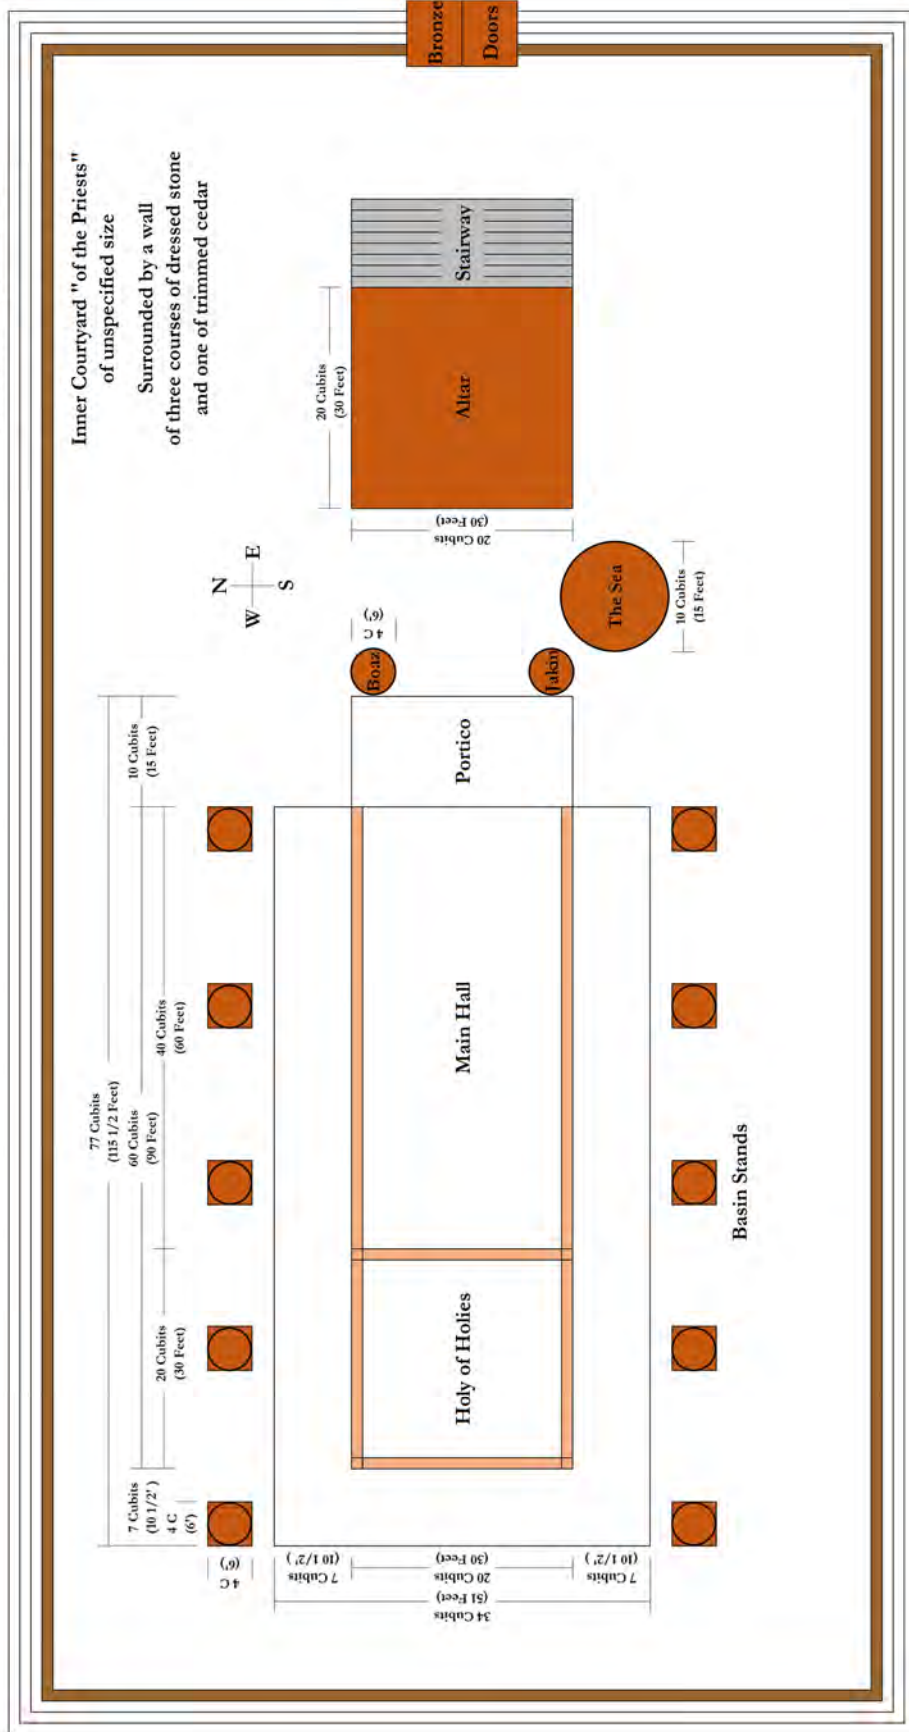 Bronze
Doors
Inner Courtyard "of the Priests"
of unspecified size
Surrounded by a wall
of three courses of dressed stone
and one of trimmed cedar
Stairway
Altar
20 Cubits
(30 Feet)
20 Cubits
(30 Feet)
N
W
E
S
The Sea
10 Cubits
(15 Feet)
4 C
(6')
Boaz
Jakin
Portico
10 Cubits
(15 Feet)
77 Cubits
(115 1/2 Feet)
60 Cubits
(90 Feet)
40 Cubits
(60 Feet)
Main Hall
Basin Stands
20 Cubits
(30 Feet)
Holy of Holies
7 Cubits
(10 1/2')
4 C
(6')
4 C
(6')
7 Cubits
(10 1/2')
20 Cubits
(30 Feet)
7 Cubits
(10 1/2')
34 Cubits
(51 Feet)